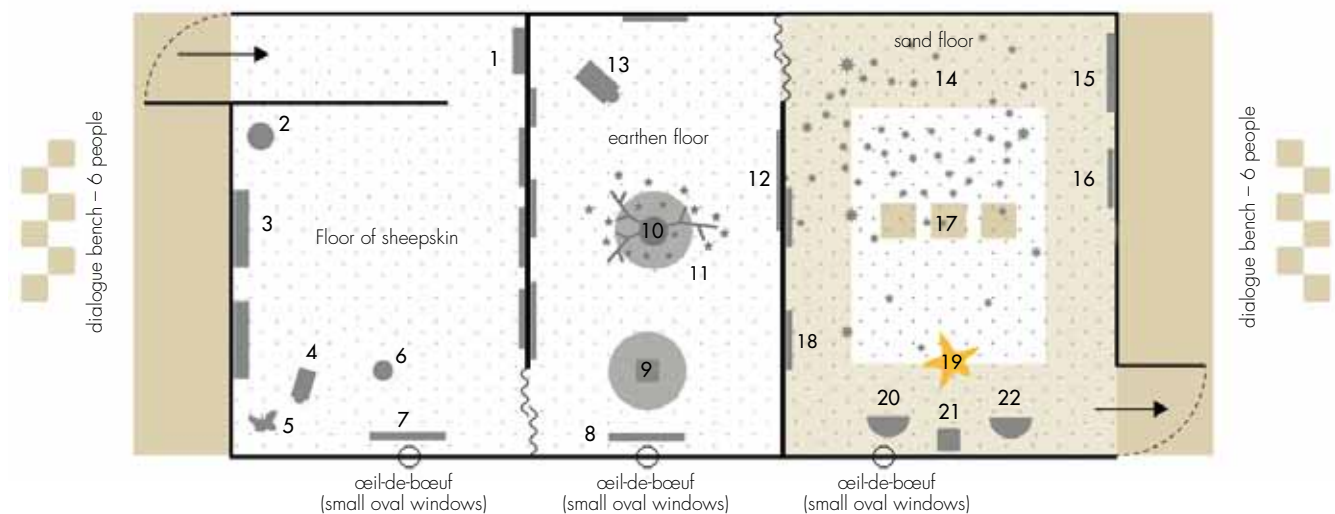 sand floor
1
13
14
15
2
earthen floor
dialogue bench – 6 people
dialogue bench – 6 people
12
16
3
Floor of sheepskin
10
17
11
4
6
9
18
19
5
7
8
20
21
22
œil-de-bœuf
(small oval windows)
œil-de-bœuf
(small oval windows)
œil-de-bœuf
(small oval windows)